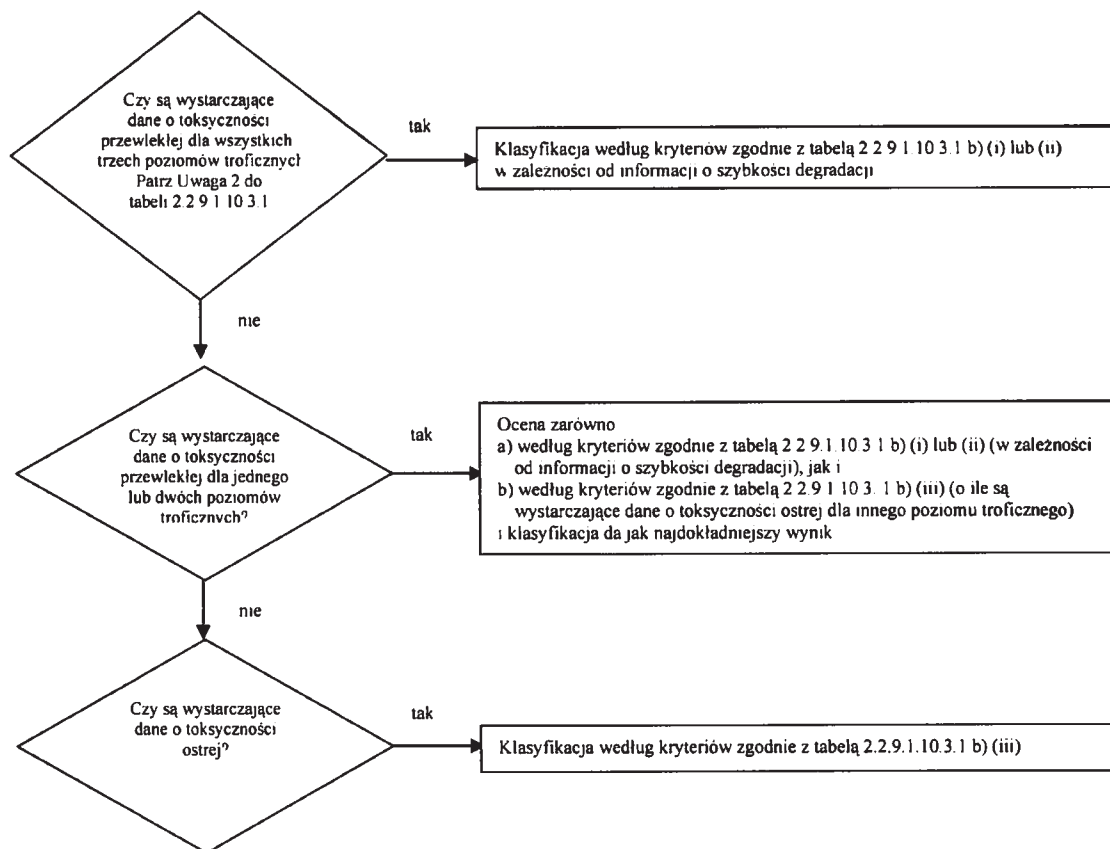 Czy są wystarczające
dane o toksyczności
przewlekłej dla wszystkich
trzech poziomów troficznych
Patrz Uwaga 2 do
tabeli 2.2 9 1 10 3.1
tak
Klasyfikacja według kryteriów zgodnie z tabelą 2 2 9 1 10 3.1 b) (i) lub (ii)
w zależności od informacji o szybkości degradacji
nie
Czy są wystarczające
dane o toksyczności
przewlekłej dla jednego
lub dwóch poziomów
troficznych?
tak
Ocena zarówno
a) według kryteriów zgodnie z tabelą 2 2 9.1.10.3 1 b) (i) lub (ii) (w zależności
od informacji o szybkości degradacji), jak i
b) według kryteriów zgodnie z tabelą 2 2.9 1 10 3. 1 b) (iii) (o ile są
wystarczające dane o toksyczności ostrej dla innego poziomu troficznego)
i klasyfikacja da jak najdokładniejszy wynik
nie
Czy są wystarczające
dane o toksyczności
ostrej?
tak
Klasyfikacja według kryteriów zgodnie z tabelą 2.2.9.1.10.3.1 b) (iii)